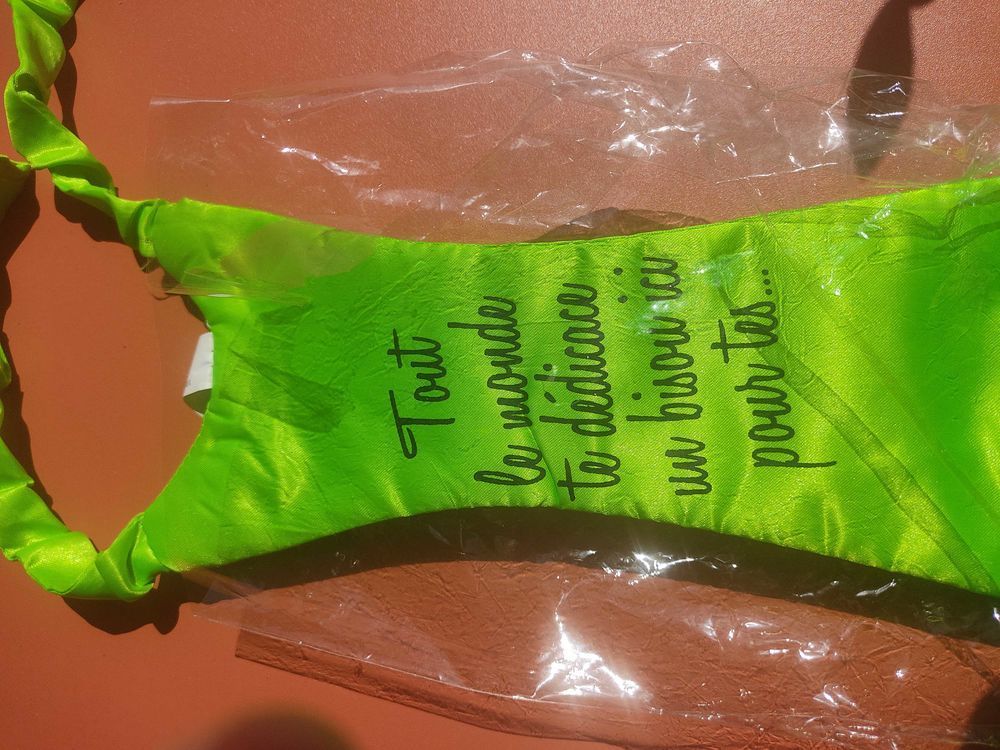 Tout
le monde
te dédicace
un bisou ici
pour tes...